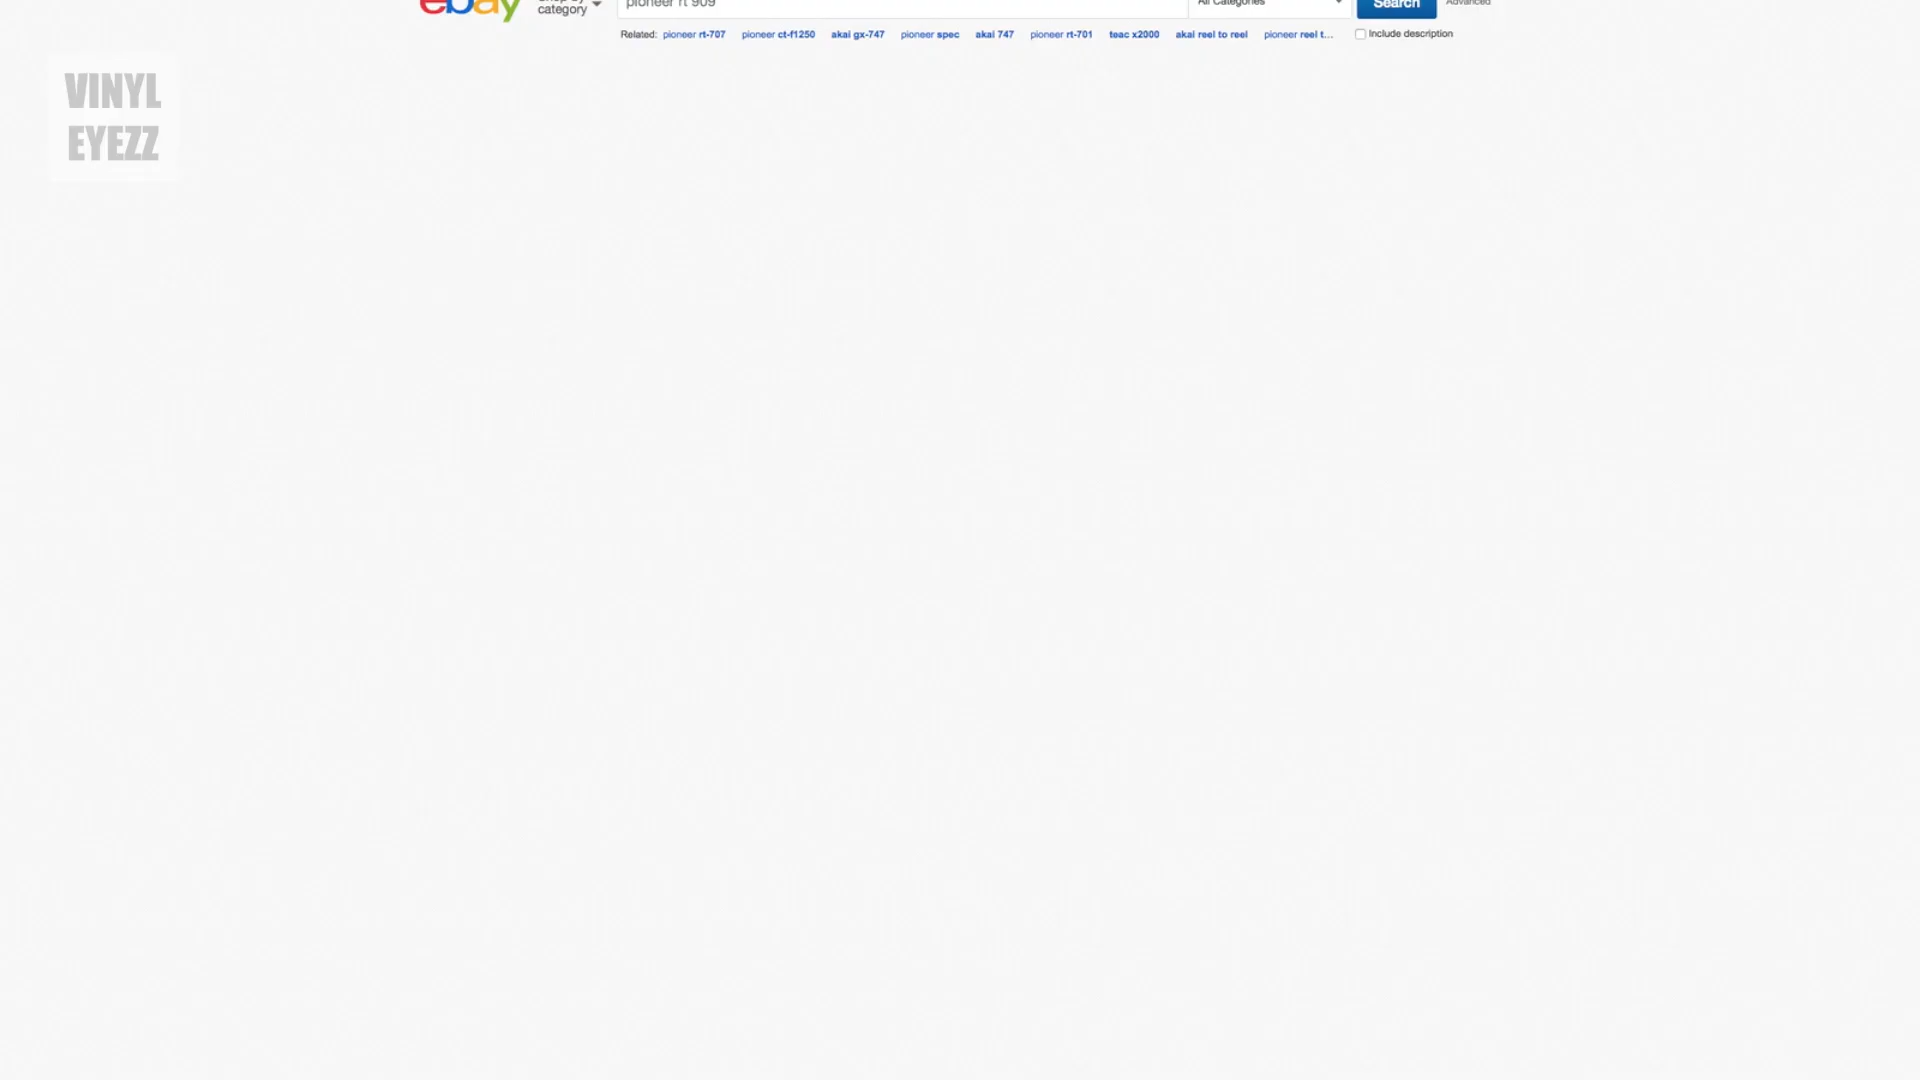 ebay
Shop by
category
pioneer rt 909
All Categories
Search
Advanced
Related: pioneer rt-707 pioneer ct-f1250 akai gx-747 pioneer spec akai 747 pioneer rt-701 teac x2000 akai reel to reel pioneer reel t...
Include description
VINYL
EYEZZ